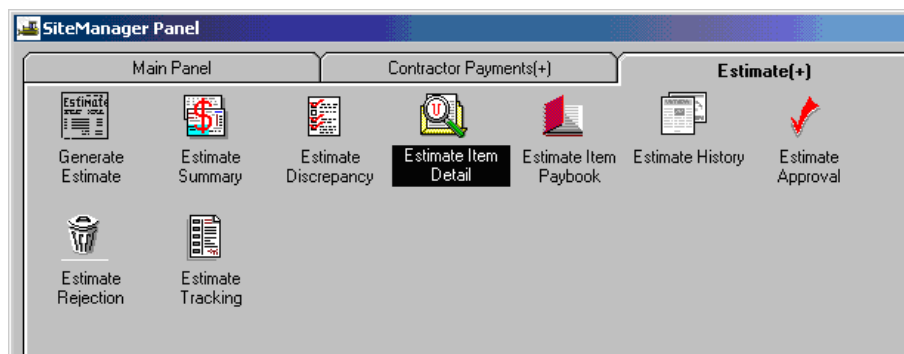 SiteManager Panel
Main Panel
Contractor Payments(+)
Estimate(+)
Estimate
Generate
Estimate
Estimate
Summary
Estimate
Discrepancy
Estimate Item
Detail
Estimate Item
Paybook
Estimate History
Estimate
Approval
Estimate
Rejection
Estimate
Tracking